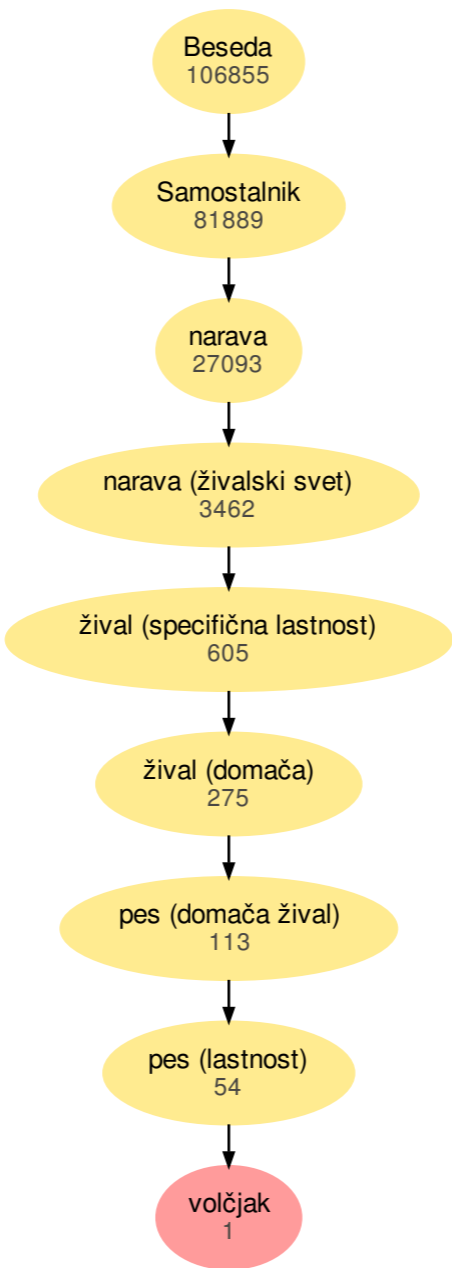 Beseda
106855
Samostalnik
81889
narava
27093
narava (živalski svet)
3462
žival (specifična lastnost)
605
žival (domača)
275
pes (domača žival)
113
pes (lastnost)
54
volčjak
1